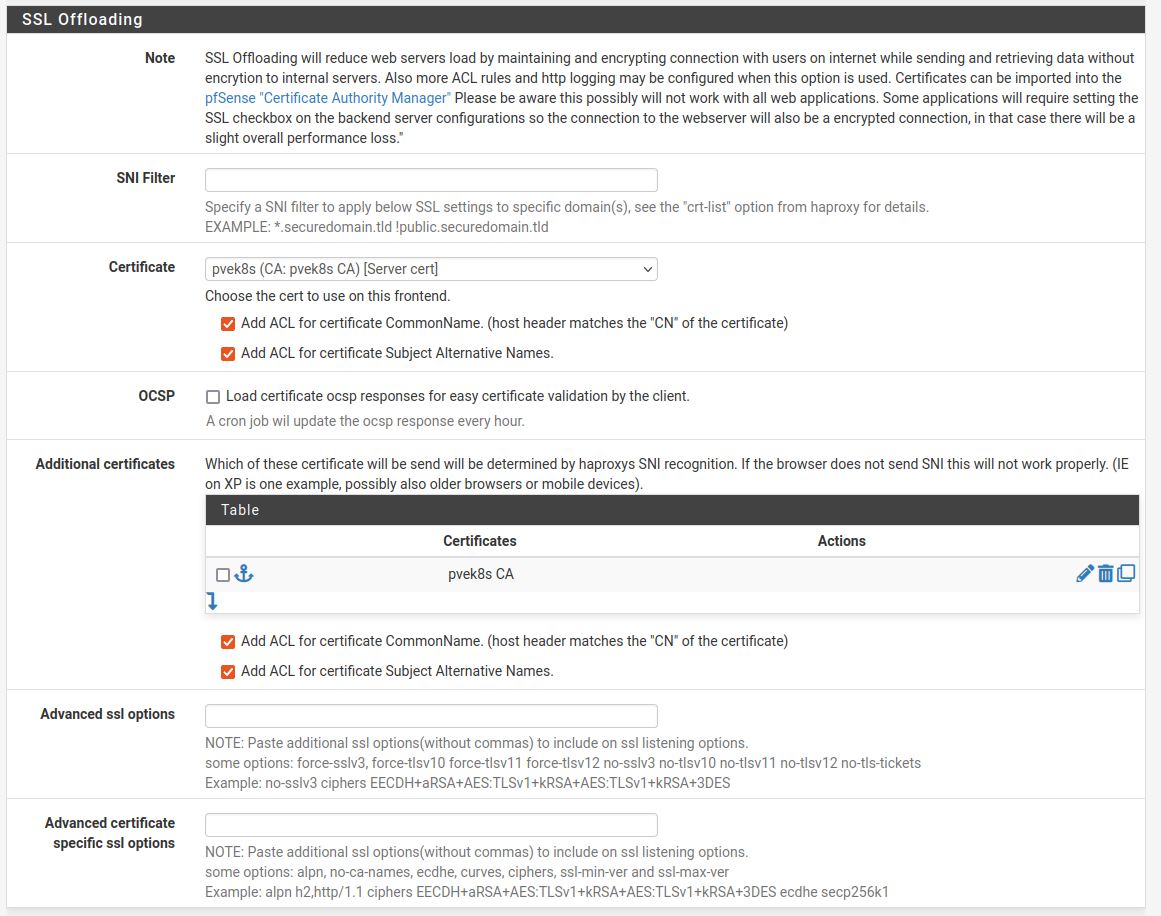 SSL Offloading
Note
SSL Offloading will reduce web servers load by maintaining and encrypting connection with users on internet while sending and retrieving data without
encrytion to internal servers. Also more ACL rules and http logging may be configured when this option is used. Certificates can be imported into the
pfSense "Certificate Authority Manager" Please be aware this possibly will not work with all web applications. Some applications will require setting the
SSL checkbox on the backend server configurations so the connection to the webserver will also be a encrypted connection, in that case there will be a
slight overall performance loss."
SNI Filter
Specify a SNI filter to apply below SSL settings to specific domain(s), see the "crt-list" option from haproxy for details.
EXAMPLE: *.securedomain.tld !public.securedomain.tld
Certificate
pvek8s (CA: pvek8s CA) [Server cert]
Choose the cert to use on this frontend.
Add ACL for certificate CommonName. (host header matches the "CN" of the certificate)
Add ACL for certificate Subject Alternative Names.
OCSP
Load certificate ocsp responses for easy certificate validation by the client.
A cron job wil update the ocsp response every hour.
Additional certificates
Which of these certificate will be send will be determined by haproxys SNI recognition. If the browser does not send SNI this will not work properly. (IE
on XP is one example, possibly also older browsers or mobile devices).
Table
Certificates Actions
pvek8s CA
Add ACL for certificate CommonName. (host header matches the "CN" of the certificate)
Add ACL for certificate Subject Alternative Names.
Advanced ssl options
NOTE: Paste additional ssl options(without commas) to include on ssl listening options.
some options: force-sslv3, force-tlsv10 force-tlsv11 force-tlsv12 no-sslv3 no-tlsv10 no-tlsv11 no-tlsv12 no-tls-tickets
Example: no-sslv3 ciphers EECDH+aRSA+AES:TLSv1+kRSA+AES:TLSv1+kRSA+3DES
Advanced certificate
specific ssl options
NOTE: Paste additional ssl options(without commas) to include on ssl listening options.
some options: alpn, no-ca-names, ecdhe, curves, ciphers, ssl-min-ver and ssl-max-ver
Example: alpn h2,http/1.1 ciphers EECDH+aRSA+AES:TLSv1+kRSA+AES:TLSv1+kRSA+3DES ecdhe secp256k1